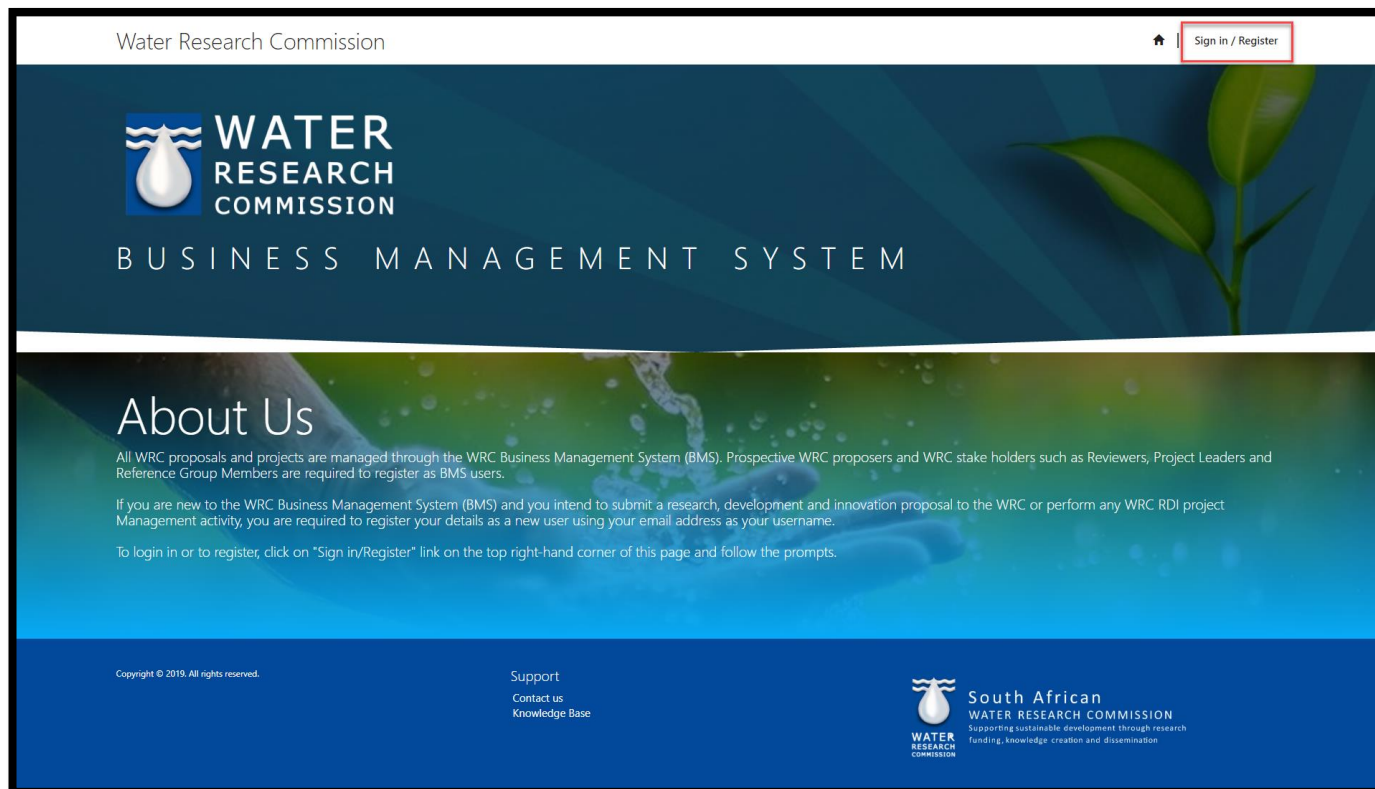 Water Research Commission
Sign in / Register
WATER
RESEARCH
COMMISSION
BUSINESS MANAGEMENT SYSTEM
About Us
All WRC proposals and projects are managed through the WRC Business Management System (BMS). Prospective WRC proposers and WRC stake holders such as Reviewers, Project Leaders and
Reference Group Members are required to register as BMS users.
If you are new to the WRC Business Management System (BMS) and you intend to submit a research, development and innovation proposal to the WRC or perform any WRC RDI project
Management activity, you are required to register your details as a new user using your email address as your username.
To login in or to register, click on "Sign in/Register" link on the top right-hand corner of this page and follow the prompts.
Copyright © 2019. All rights reserved.
Support
Contact us
Knowledge Base
WATER
RESEARCH
COMMISSION
South African
WATER RESEARCH COMMISSION
Supporting sustainable development through research
funding, knowledge creation and dissemination